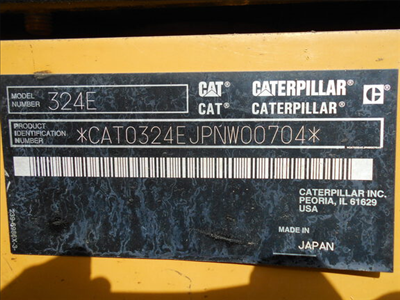 MODEL NUMBER 324E
CAT® CATERPILLAR®
CAT® CATERPILLAR®
PRODUCT IDENTIFICATION NUMBER *CAT0324EJPNW00704*
CATERPILLAR INC.
PEORIA, IL 61629
USA
MADE IN
JAPAN